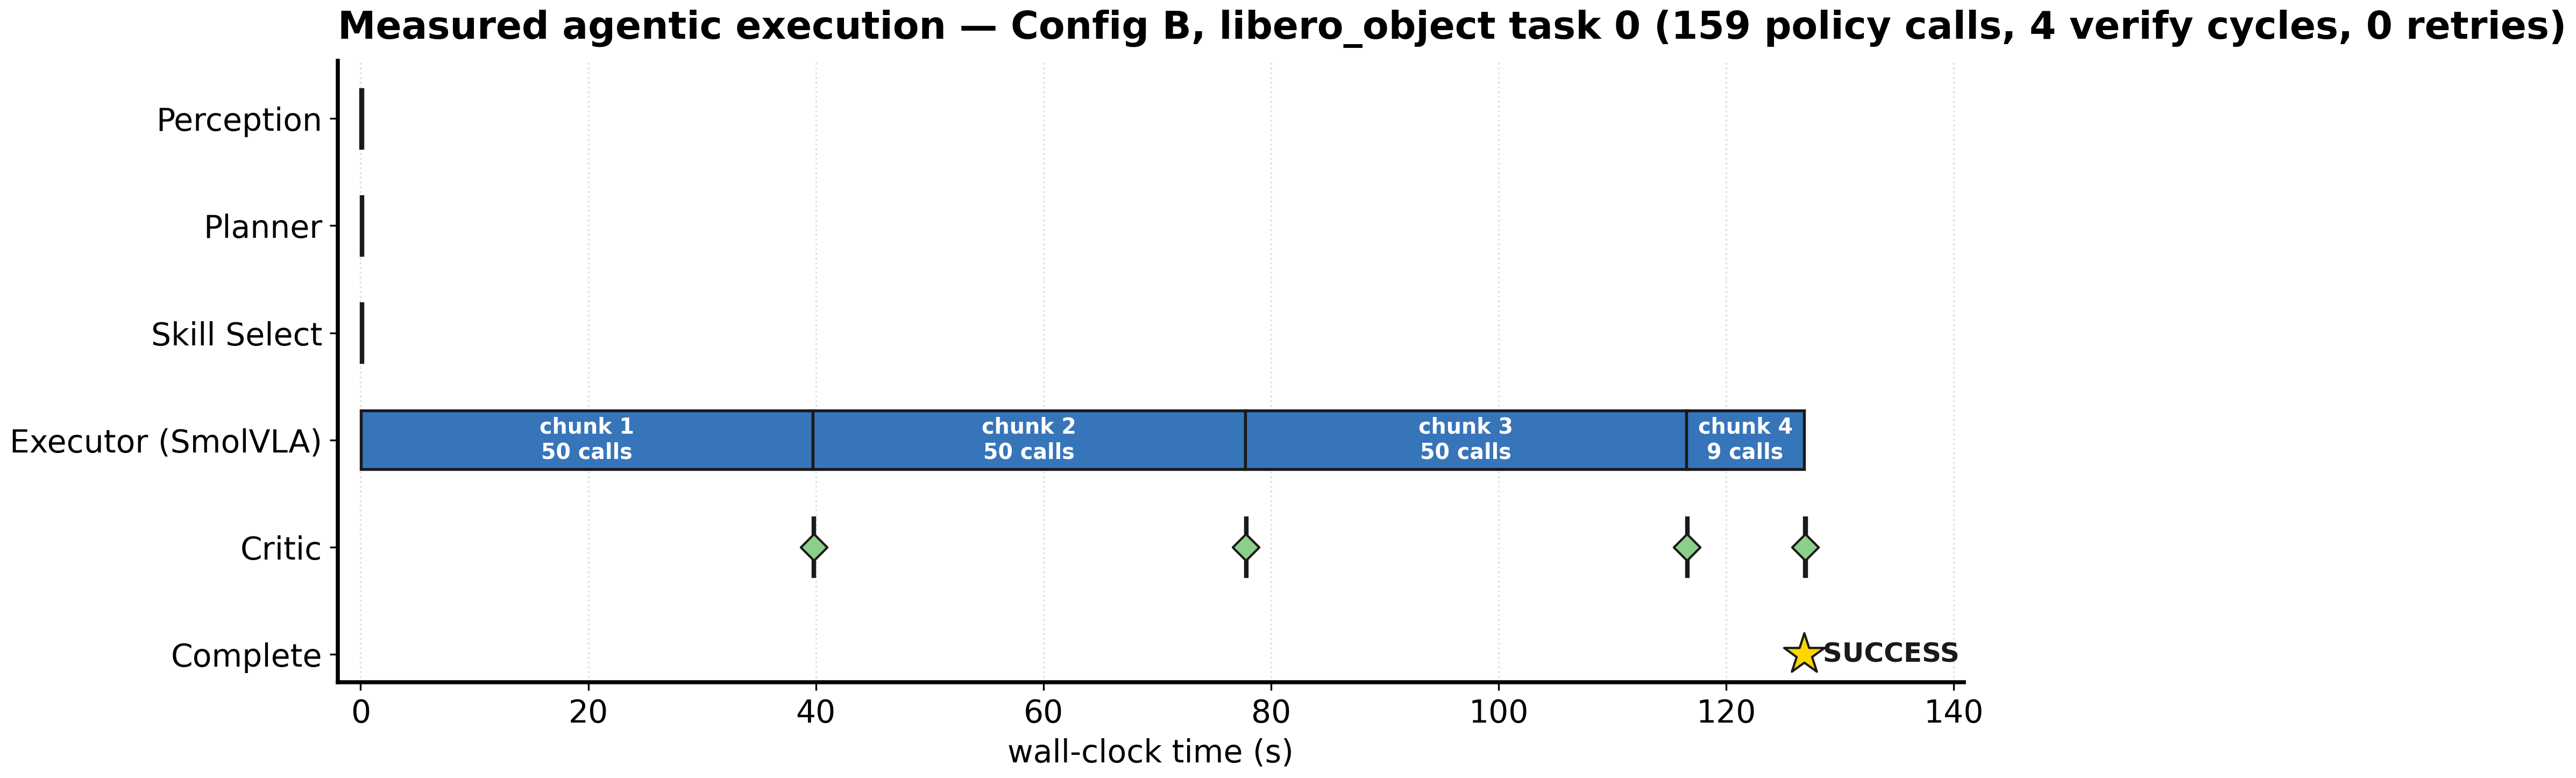 Measured agentic execution — Config B, libero_object task 0 (159 policy calls, 4 verify cycles, 0 retries)
Perception
Planner
Skill Select
Executor (SmolVLA)
chunk 1
50 calls
chunk 2
50 calls
chunk 3
50 calls
chunk 4
9 calls
Critic
Complete
SUCCESS
0 20 40 60 80 100 120 140
wall-clock time (s)